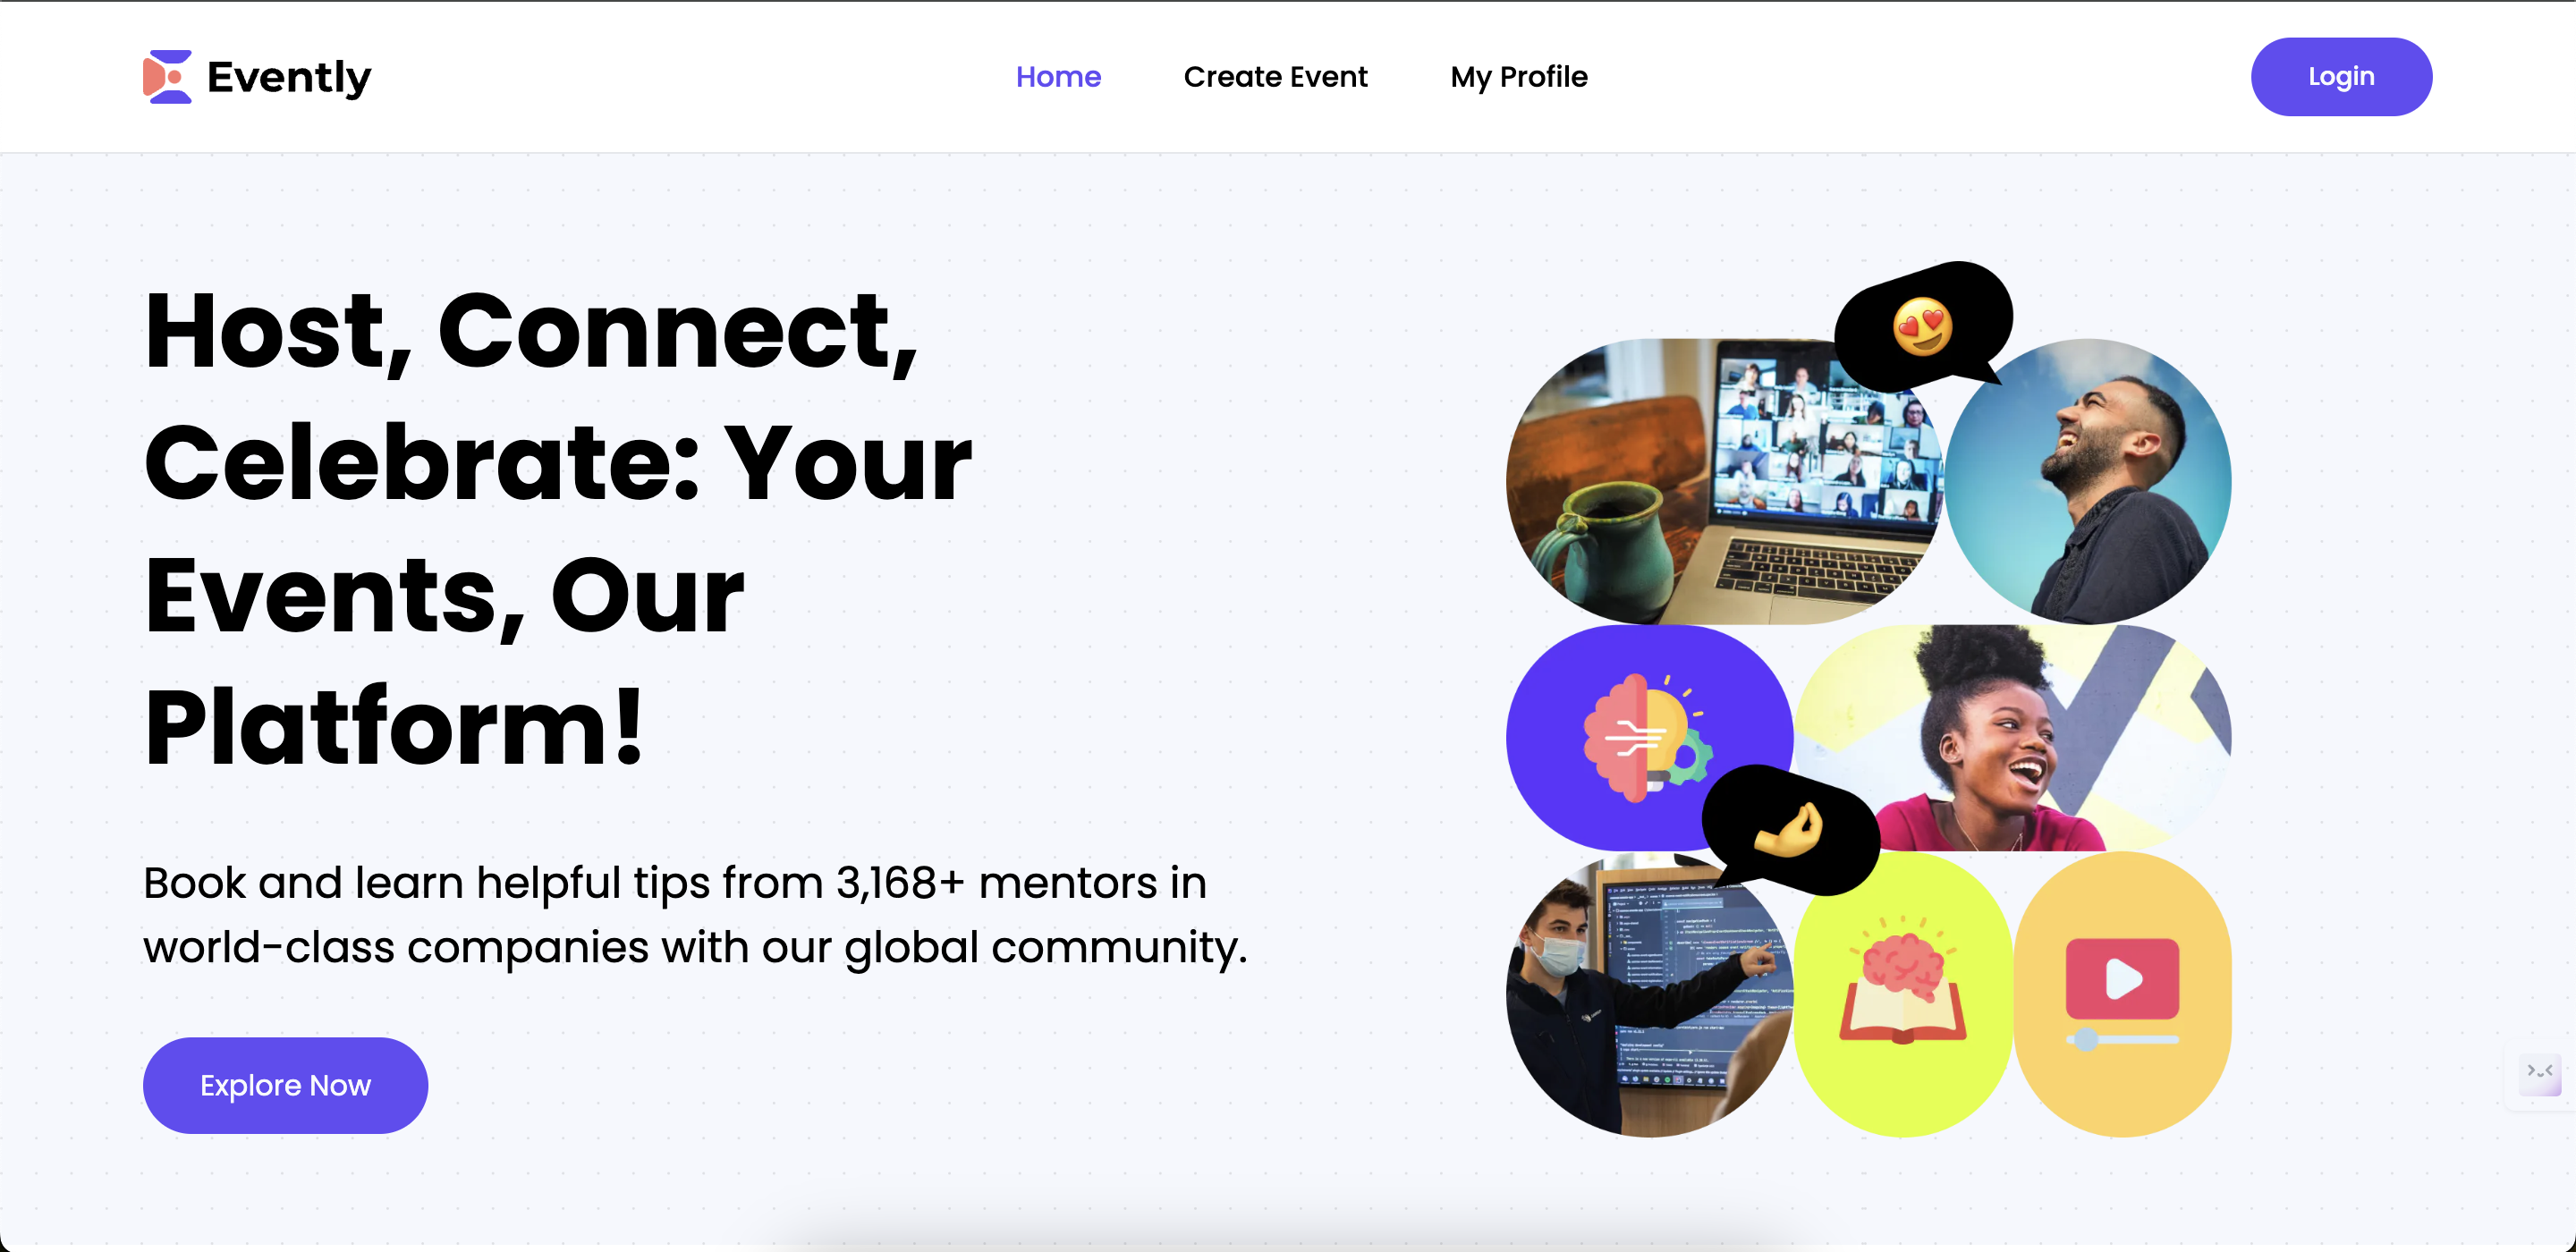 Evently
Home
Create Event
My Profile
Login
Host, Connect,
Celebrate: Your
Events, Our
Platform!
Book and learn helpful tips from 3,168+ mentors in
world-class companies with our global community.
Explore Now